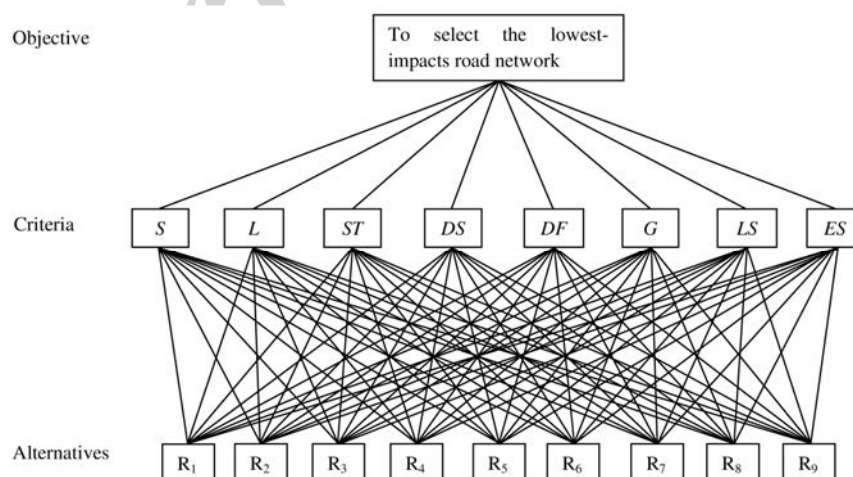 Objective
To select the lowest-
impacts road network
Criteria
S L ST DS DF G LS ES
Alternatives
R₁ R₂ R₃ R₄ R₅ R₆ R₇ R₈ R₉